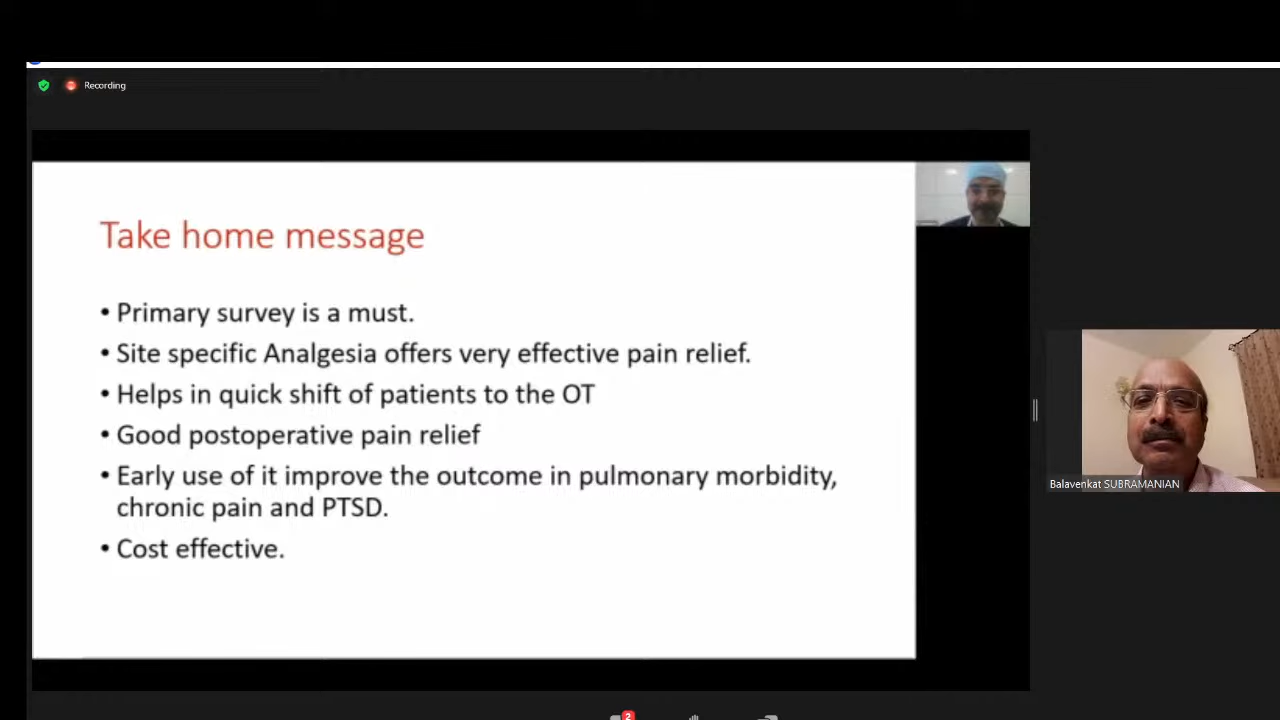 Recording
Take home message
• Primary survey is a must.
• Site specific Analgesia offers very effective pain relief.
• Helps in quick shift of patients to the OT
• Good postoperative pain relief
• Early use of it improve the outcome in pulmonary morbidity,
chronic pain and PTSD.
• Cost effective.
Balavenkat SUBRAMANIAN
2